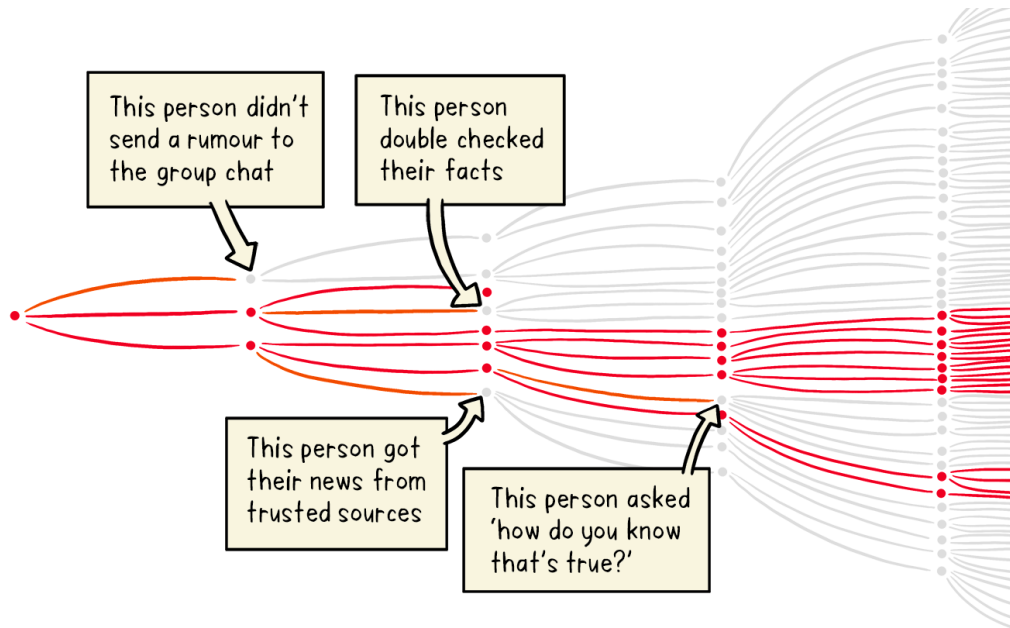 This person didn't
send a rumour to
the group chat
This person
double checked
their facts
This person got
their news from
trusted sources
This person asked
'how do you know
that's true?'